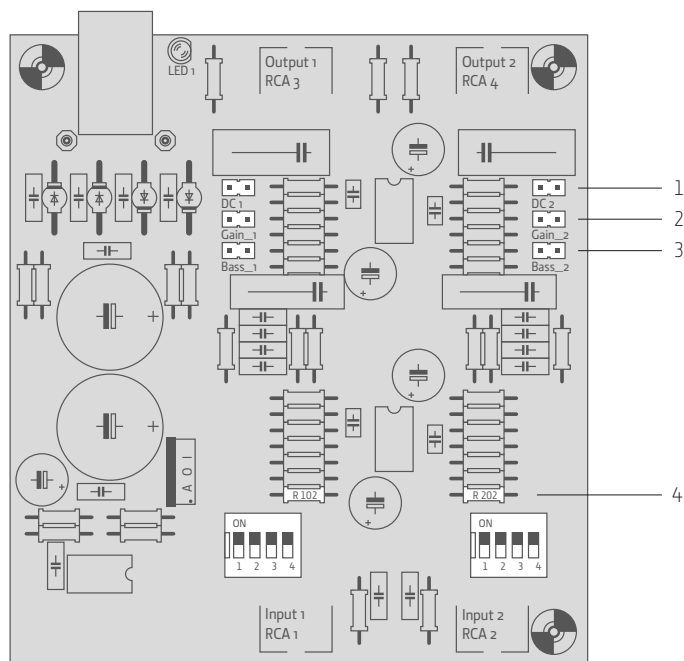 LED 1
Output 1
RCA 3
Output 2
RCA 4
DC 1
DC 2
1
Gain_1
Gain_2
2
Bass_1
Bass_2
3
+
+
+
+
+
+
+
A O I
R 102
R 202
4
ON
1 2 3 4
ON
1 2 3 4
Input 1
RCA 1
Input 2
RCA 2